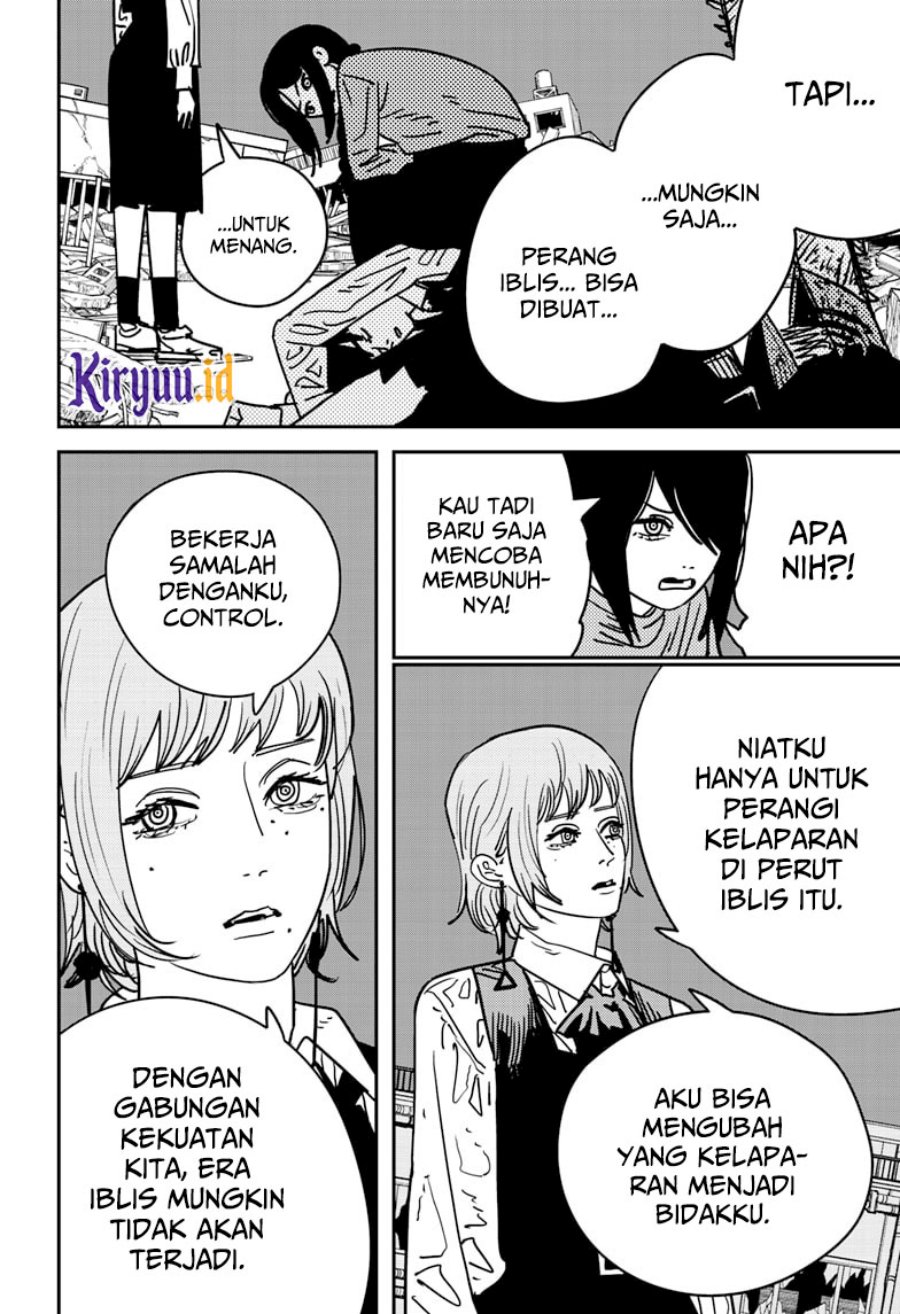 TAPI...
...MUNGKIN
SAJA...
PERANG
IBLIS... BISA
DIBUAT...
...UNTUK
MENANG.
Kiryuu.id
APA
NIH?!
KAU TADI
BARU SAJA
MENCOBA
MEMBUNUH-
NYA!
NIATKU
HANYA UNTUK
PERANGI
KELAPARAN
DI PERUT
IBLIS ITU.
AKU BISA
MENGUBAH
YANG KELAPA-
RAN MENJADI
BIDAKKU.
BEKERJA
SAMALAH
DENGANKU,
CONTROL.
DENGAN
GABUNGAN
KEKUATAN
KITA, ERA
IBLIS MUNGKIN
TIDAK AKAN
TERJADI.